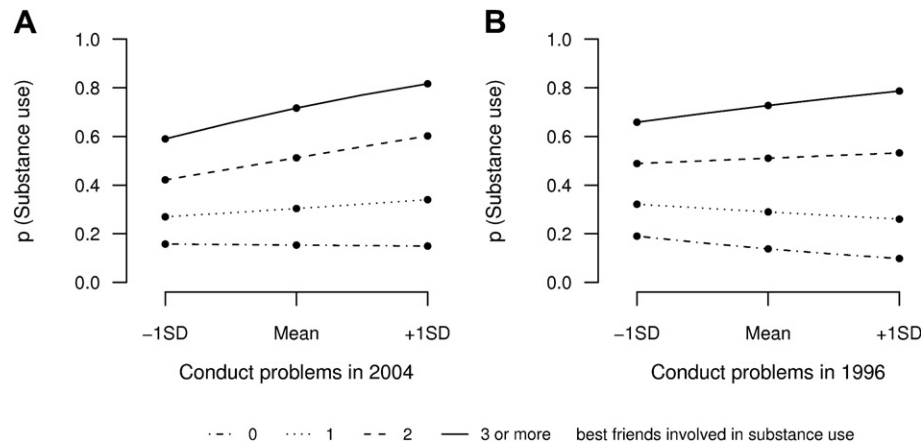 A
p (Substance use)
1.0
0.8
0.6
0.4
0.2
0.0
−1SD Mean +1SD
Conduct problems in 2004
B
p (Substance use)
1.0
0.8
0.6
0.4
0.2
0.0
−1SD Mean +1SD
Conduct problems in 1996
0 1 2 3 or more best friends involved in substance use